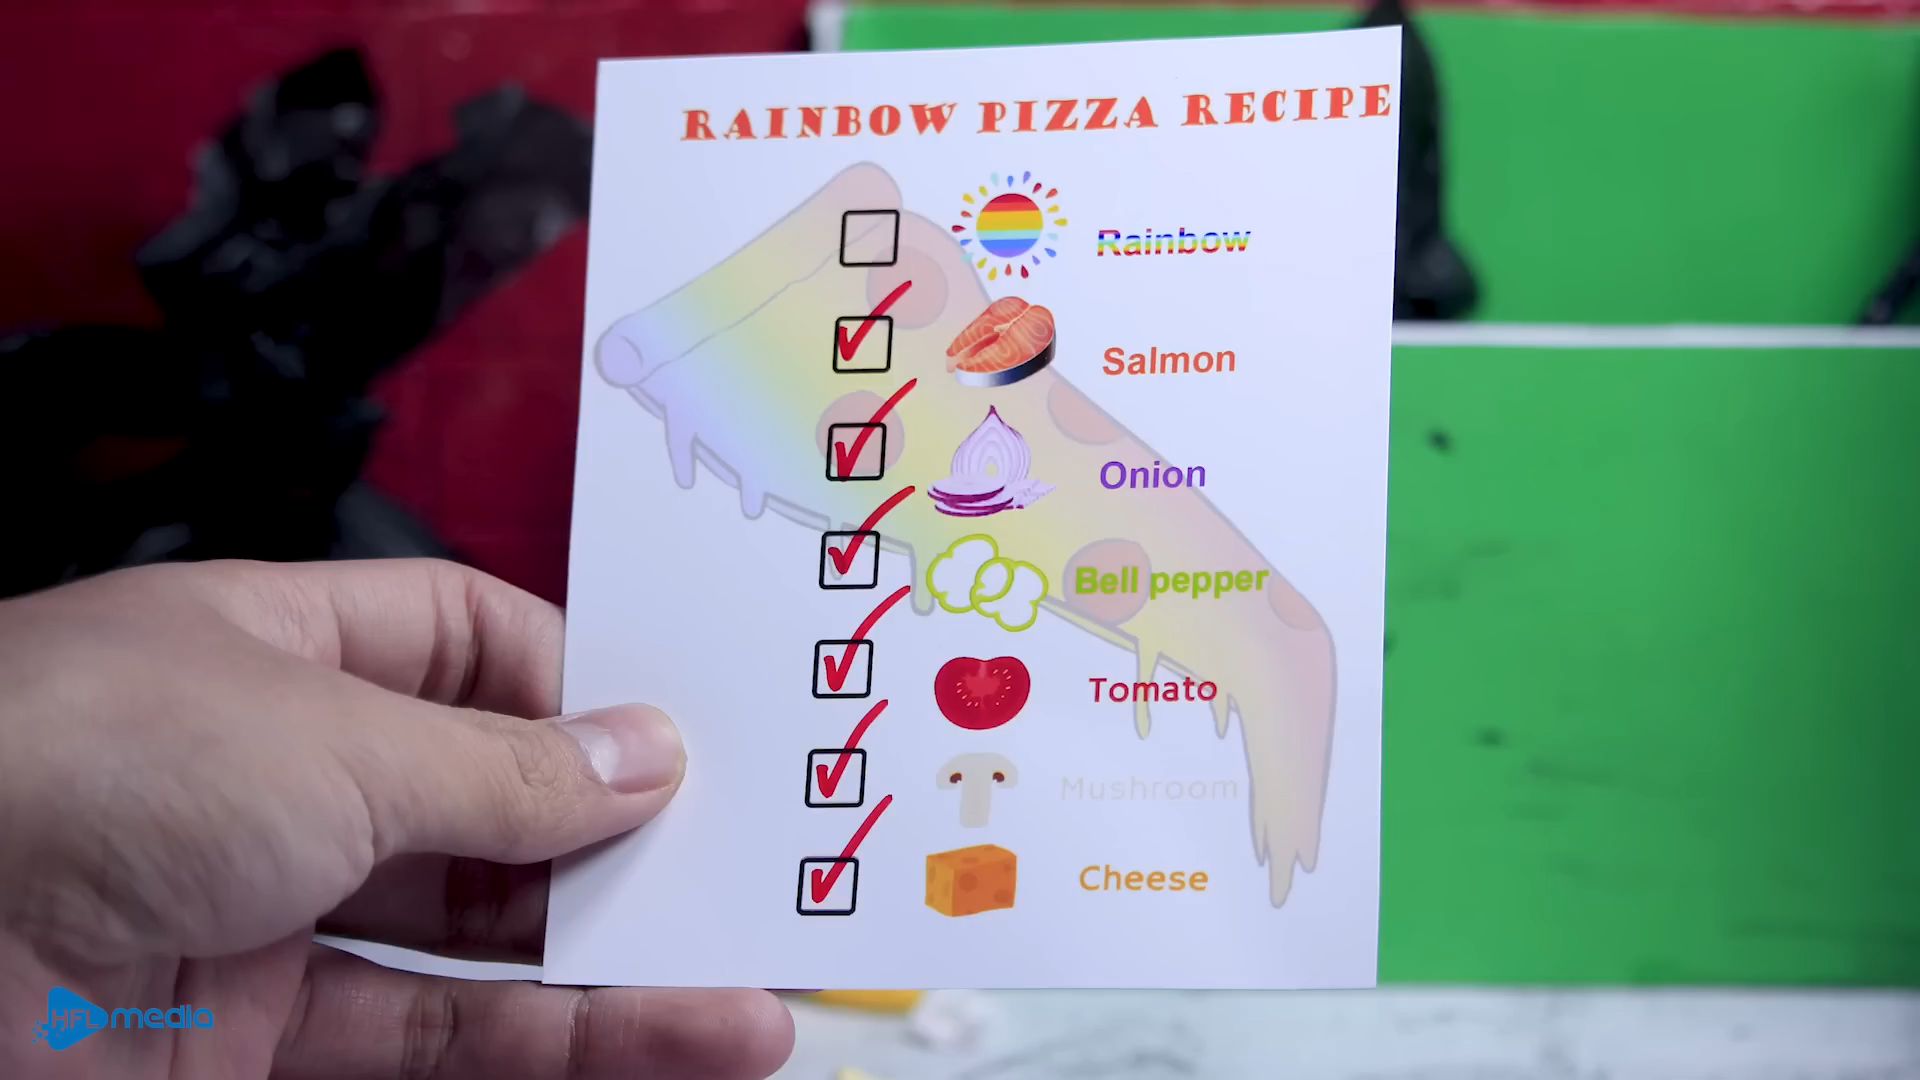 RAINBOW PIZZA RECIPE
Rainbow
Salmon
Onion
Bell pepper
Tomato
Mushroom
Cheese
HFL media